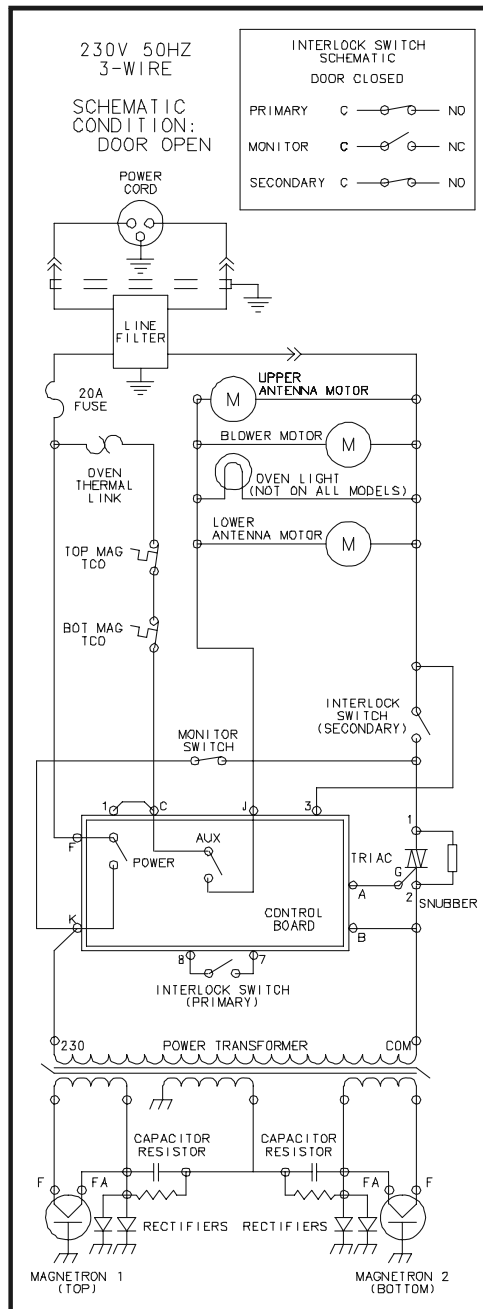 230V 50HZ
3-WIRE
SCHEMATIC
CONDITION:
DOOR OPEN
INTERLOCK SWITCH
SCHEMATIC
DOOR CLOSED
PRIMARY C NO
MONITOR C NC
SECONDARY C NO
POWER
CORD
LINE
FILTER
20A
FUSE
UPPER
ANTENNA MOTOR
M
BLOWER MOTOR
M
OVEN
THERMAL
LINK
OVEN LIGHT
(NOT ON ALL MODELS)
LOWER
ANTENNA MOTOR
M
TOP MAG
TCO
BOT MAG
TCO
INTERLOCK
SWITCH
(SECONDARY)
MONITOR
SWITCH
1 C J 3
1
F
POWER
AUX
TRIAC
G
2
SNUBBER
A
K
CONTROL
BOARD
B
8 7
INTERLOCK SWITCH
(PRIMARY)
230 POWER TRANSFORMER COM
CAPACITOR
RESISTOR
CAPACITOR
RESISTOR
F FA
FA F
RECTIFIERS RECTIFIERS
MAGNETRON 1
(TOP)
MAGNETRON 2
(BOTTOM)